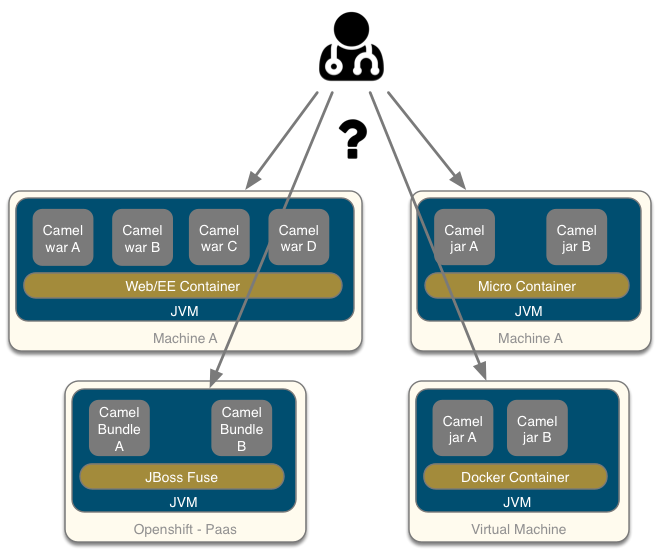 ?
Camel
war A
Camel
war B
Camel
war C
Camel
war D
Web/EE Container
JVM
Machine A
Camel
jar A
Camel
jar B
Micro Container
JVM
Machine A
Camel
Bundle
A
Camel
Bundle
B
JBoss Fuse
JVM
Openshift - Paas
Camel
jar A
Camel
jar B
Docker Container
JVM
Virtual Machine